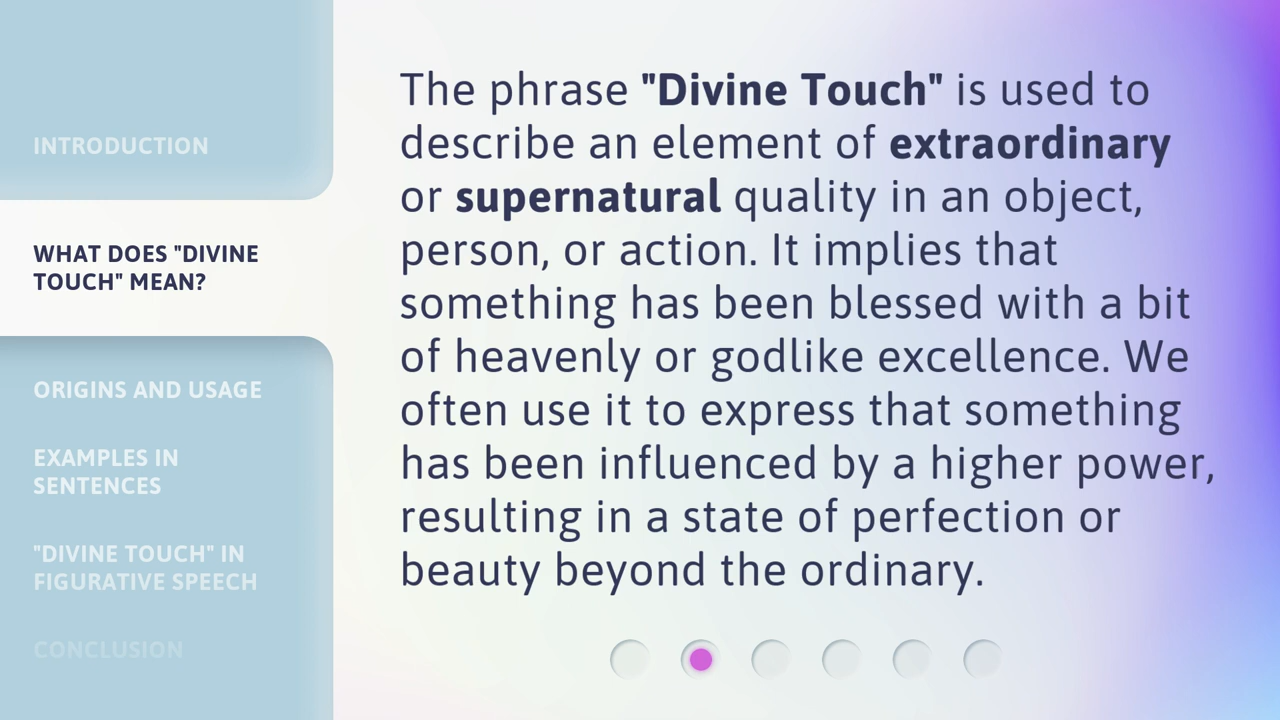 INTRODUCTION
WHAT DOES "DIVINE
TOUCH" MEAN?
ORIGINS AND USAGE
EXAMPLES IN
SENTENCES
"DIVINE TOUCH" IN
FIGURATIVE SPEECH
CONCLUSION
The phrase "Divine Touch" is used to
describe an element of extraordinary
or supernatural quality in an object,
person, or action. It implies that
something has been blessed with a bit
of heavenly or godlike excellence. We
often use it to express that something
has been influenced by a higher power,
resulting in a state of perfection or
beauty beyond the ordinary.